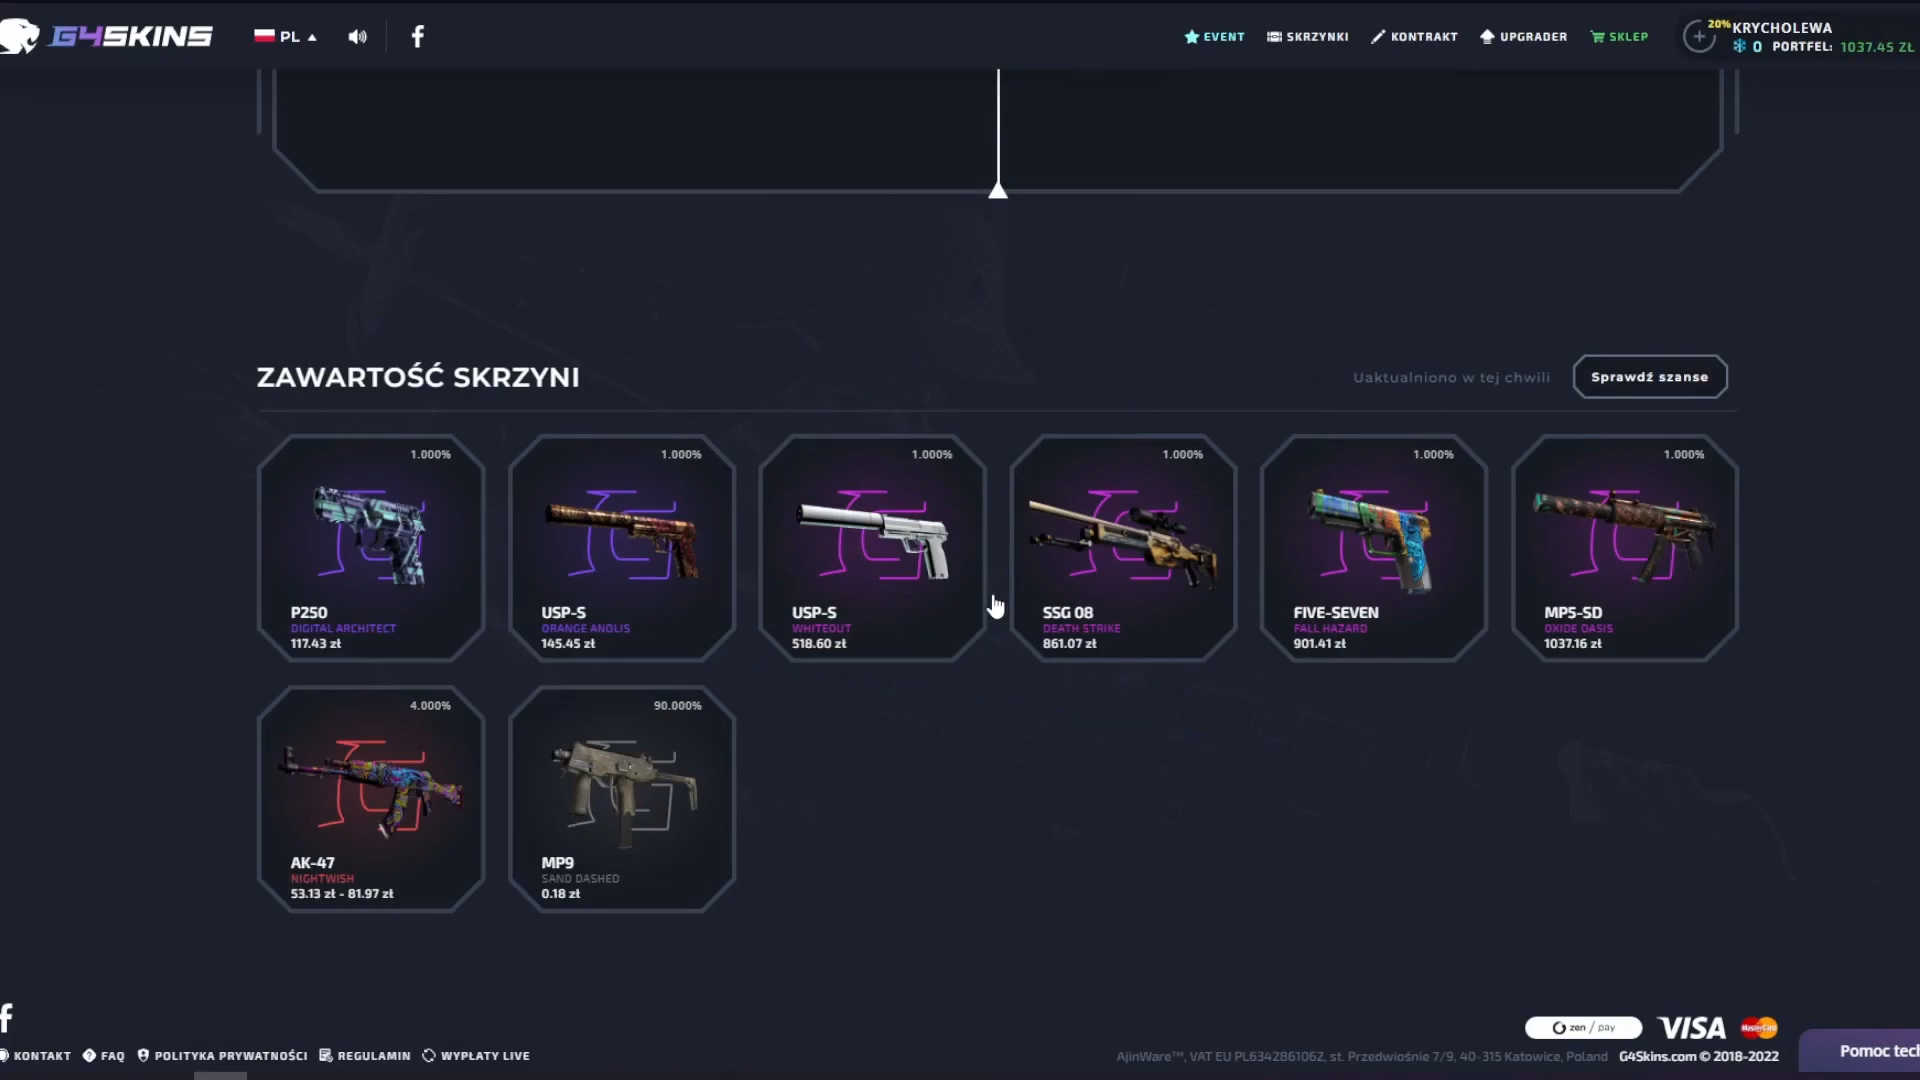 G4SKINS
PL
EVENT
SKRZYNKI
KONTRAKT
UPGRADER
SKLEP
20%
KRYCHOLEWA
0 PORTFEL: 1037.45 ZŁ
ZAWARTOŚĆ SKRZYNI
Uaktualniono w tej chwili
Sprawdź szanse
1.000%
P250
DIGITAL ARCHITECT
117.43 zł
1.000%
USP-S
ORANGE ANOLIS
145.45 zł
1.000%
USP-S
WHITEOUT
518.60 zł
1.000%
SSG 08
DEATH STRIKE
861.07 zł
1.000%
FIVE-SEVEN
FALL HAZARD
901.41 zł
1.000%
MP5-SD
OXIDE OASIS
1037.16 zł
4.000%
AK-47
NIGHTWISH
53.13 zł - 81.97 zł
90.000%
MP9
SAND DASHED
0.18 zł
zen / pay
VISA
MasterCard
KONTAKT
FAQ
POLITYKA PRYWATNOŚCI
REGULAMIN
WYPŁATY LIVE
AjinWare™, VAT EU PL6342861062, st. Przedwiośnie 7/9, 40-315 Katowice, Poland
G4Skins.com © 2018-2022
Pomoc tech